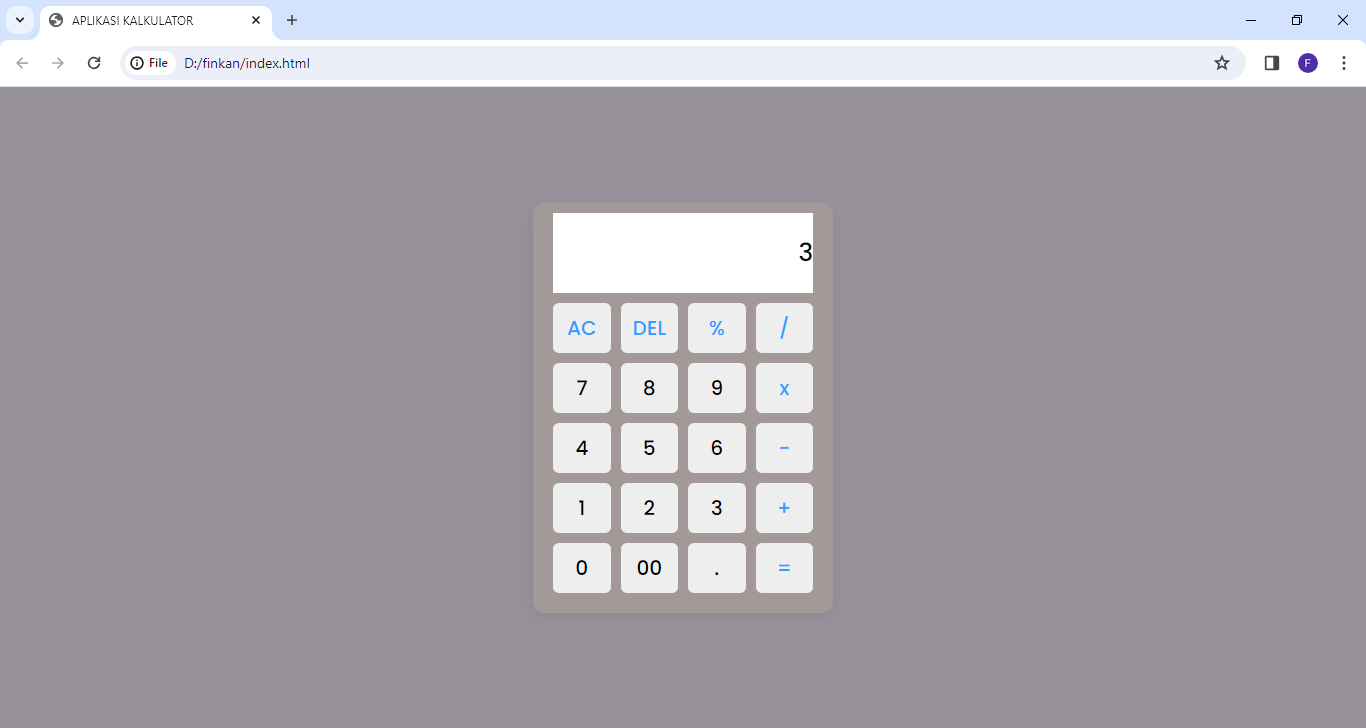 APLIKASI KALKULATOR
File D:/finkan/index.html F
3
AC DEL % /
7 8 9 x
4 5 6 -
1 2 3 +
0 00 . =